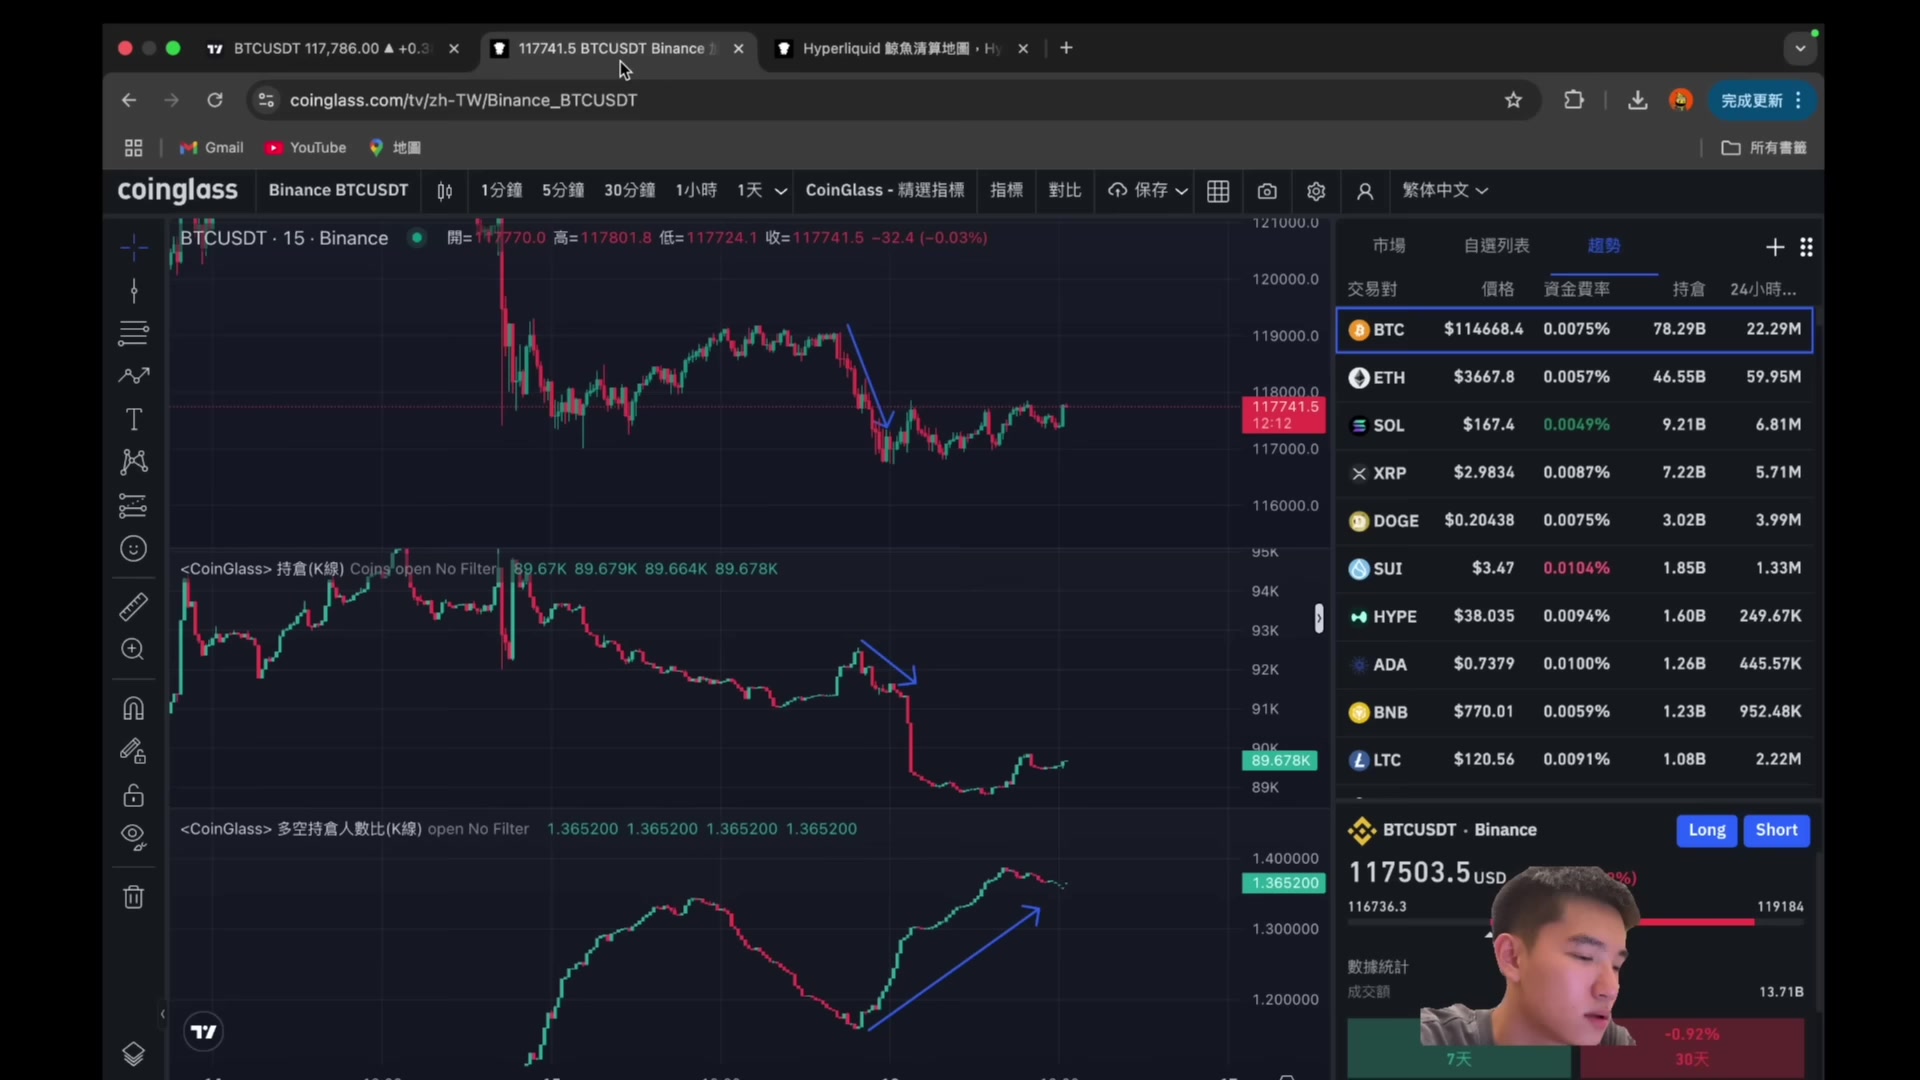 BTCUSDT 117,786.00 ▲ +0.3
117741.5 BTCUSDT Binance
Hyperliquid 鯨魚清算地圖，Hy
coinglass.com/tv/zh-TW/Binance_BTCUSDT
完成更新
Gmail
YouTube
地圖
所有書籤
coinglass
Binance BTCUSDT
1分鐘 5分鐘 30分鐘 1小時 1天
CoinGlass - 精選指標
指標
對比
保存
繁体中文
BTCUSDT · 15 · Binance
開=117770.0 高=117801.8 低=117724.1 收=117741.5 −32.4 (−0.03%)
121000.0
120000.0
119000.0
118000.0
117741.5
12:12
117000.0
116000.0
<CoinGlass> 持倉(K線) Coins open No Filter 89.67K 89.679K 89.664K 89.678K
95K
94K
93K
92K
91K
90K
89.678K
89K
<CoinGlass> 多空持倉人數比(K線) open No Filter 1.365200 1.365200 1.365200 1.365200
1.400000
1.365200
1.300000
1.200000
市場 自選列表 趨勢
交易對 價格 資金費率 持倉 24小時...
BTC $114668.4 0.0075% 78.29B 22.29M
ETH $3667.8 0.0057% 46.55B 59.95M
SOL $167.4 0.0049% 9.21B 6.81M
XRP $2.9834 0.0087% 7.22B 5.71M
DOGE $0.20438 0.0075% 3.02B 3.99M
SUI $3.47 0.0104% 1.85B 1.33M
HYPE $38.035 0.0094% 1.60B 249.67K
ADA $0.7379 0.0100% 1.26B 445.57K
BNB $770.01 0.0059% 1.23B 952.48K
LTC $120.56 0.0091% 1.08B 2.22M
BTCUSDT · Binance
Long
Short
117503.5 USD
116736.3
119184
數據統計
成交額
13.71B
7天
-0.92%
30天